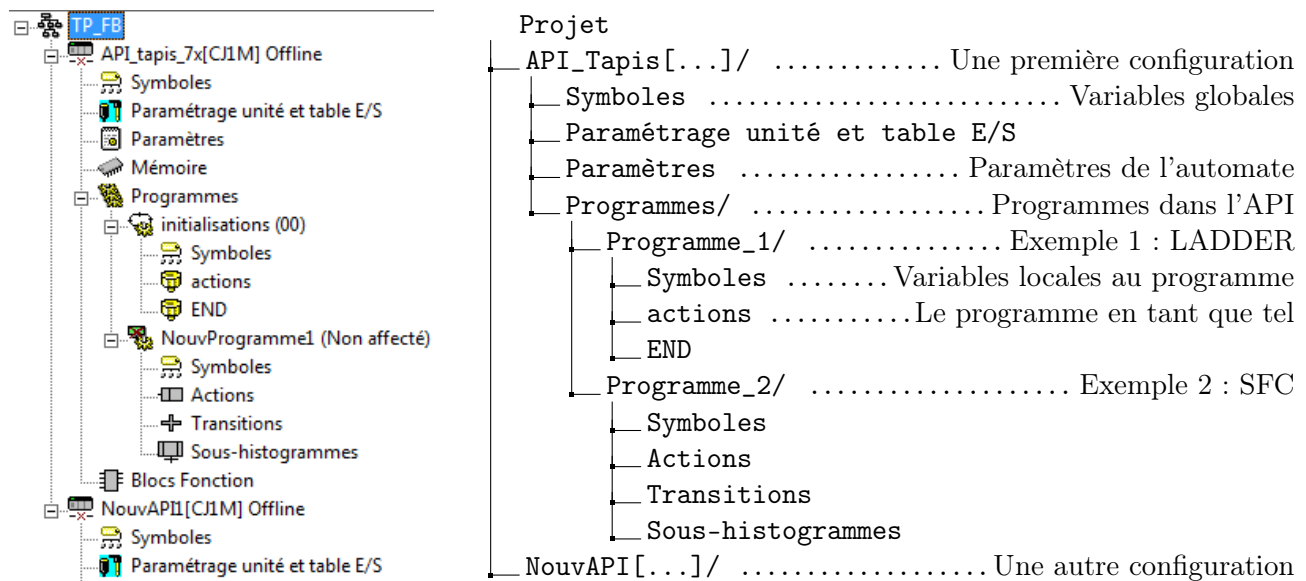 TP_FB
API_tapis_7x[CJ1M] Offline
Symboles
Paramétrage unité et table E/S
Paramètres
Mémoire
Programmes
initialisations (00)
Symboles
actions
END
NouvProgramme1 (Non affecté)
Symboles
Actions
Transitions
Sous-histogrammes
Blocs Fonction
NouvAPI1[CJ1M] Offline
Symboles
Paramétrage unité et table E/S
Projet
API_Tapis[...]/ ............. Une première configuration
Symboles ........................... Variables globales
Paramétrage unité et table E/S
Paramètres ................. Paramètres de l'automate
Programmes/ .................. Programmes dans l'API
Programme_1/ ............... Exemple 1 : LADDER
Symboles ........ Variables locales au programme
actions ........... Le programme en tant que tel
END
Programme_2/ .................... Exemple 2 : SFC
Symboles
Actions
Transitions
Sous-histogrammes
NouvAPI[...]/ ................... Une autre configuration